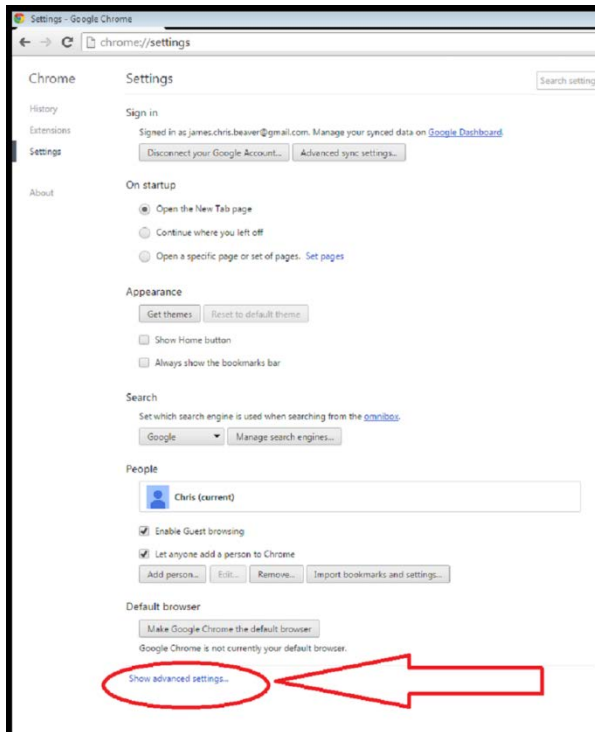 Settings - Google Chrome
chrome://settings
Chrome
Settings
Search setting
History
Extensions
Settings
About
Sign in
Signed in as james.chris.beaver@gmail.com. Manage your synced data on Google Dashboard.
Disconnect your Google Account... Advanced sync settings...
On startup
Open the New Tab page
Continue where you left off
Open a specific page or set of pages. Set pages
Appearance
Get themes Reset to default theme
Show Home button
Always show the bookmarks bar
Search
Set which search engine is used when searching from the omnibox.
Google Manage search engines...
People
Chris (current)
Enable Guest browsing
Let anyone add a person to Chrome
Add person... Edit... Remove... Import bookmarks and settings...
Default browser
Make Google Chrome the default browser
Google Chrome is not currently your default browser.
Show advanced settings...